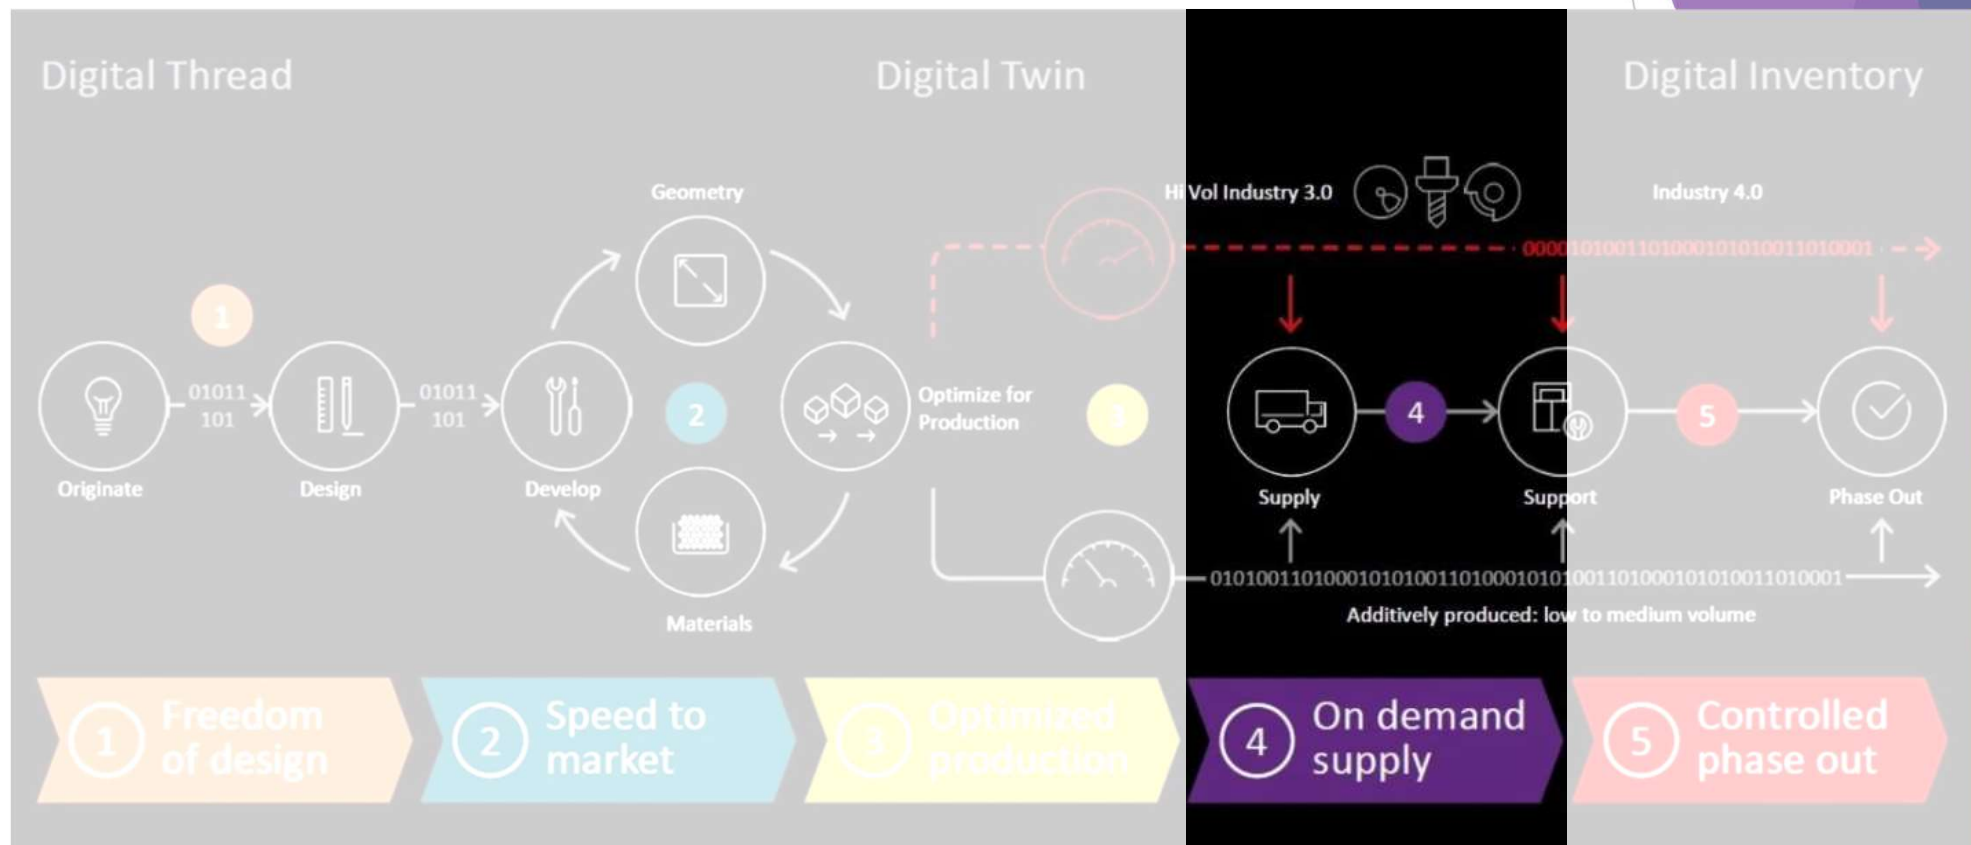 Digital Thread
Digital Twin
Digital Inventory
Geometry
Hi Vol Industry 3.0
Industry 4.0
0000101001101000101010011010001
1
01011
101
01011
101
2
Optimize for
Production
3
4
5
Originate
Design
Develop
Supply
Support
Phase Out
Materials
0101001101000101010011010001010100110100010101001101​0001
Additively produced: low to medium volume
1 Freedom
of design
2 Speed to
market
3 Optimized
production
4 On demand
supply
5 Controlled
phase out